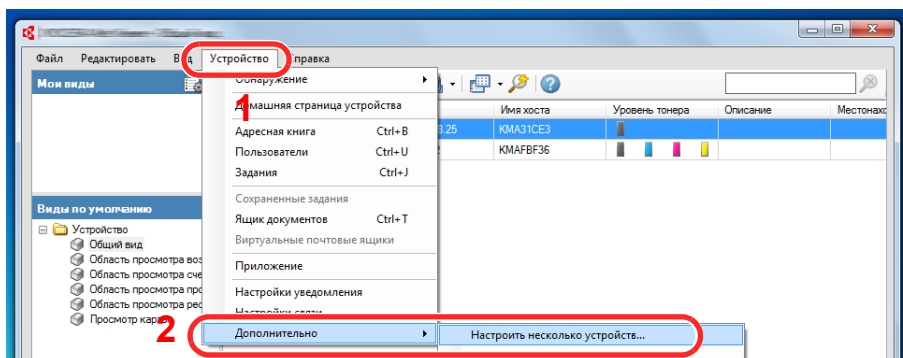 Файл Редактировать Вид Устройство Справка
Мои виды
Обнаружение
1
Домашняя страница устройства
Имя хоста Уровень тонера Описание
Адресная книга Ctrl+B
3.25 KMA31CE3
Пользователи Ctrl+U
KMAFBF36
Задания Ctrl+J
Сохраненные задания
Виды по умолчанию
Ящик документов Ctrl+T
Устройство
Виртуальные почтовые ящики
Общий вид
Область просмотра воз
Приложение
Область просмотра сче
Область просмотра про
Настройки уведомления
Область просмотра рес
Настройки связи
Просмотр карт
2
Дополнительно
Настроить несколько устройств...